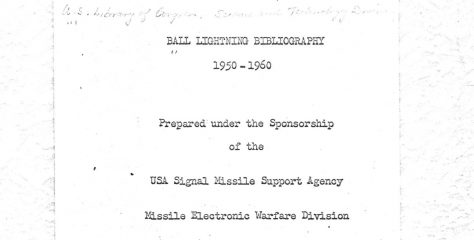 U.S. Library of Congress. Science and Technology Division
BALL LIGHTNING BIBLIOGRAPHY
1950-1960
Prepared under the Sponsorship
of the
USA Signal Missile Support Agency
Missile Electronic Warfare Division